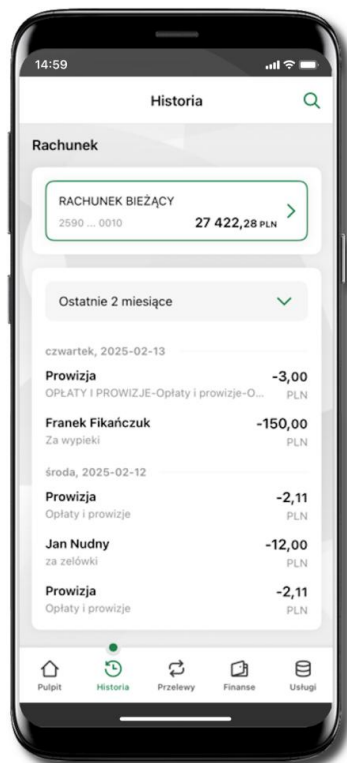 14:59
Historia
Rachunek
RACHUNEK BIEŻĄCY
2590 ... 0010 27 422,28 PLN
Ostatnie 2 miesiące
czwartek, 2025-02-13
Prowizja -3,00
OPŁATY I PROWIZJE-Opłaty i prowizje-O... PLN
Franek Fikańczuk -150,00
Za wypieki PLN
środa, 2025-02-12
Prowizja -2,11
Opłaty i prowizje PLN
Jan Nudny -12,00
za zelówki PLN
Prowizja -2,11
Opłaty i prowizje PLN
Pulpit Historia Przelewy Finanse Usługi